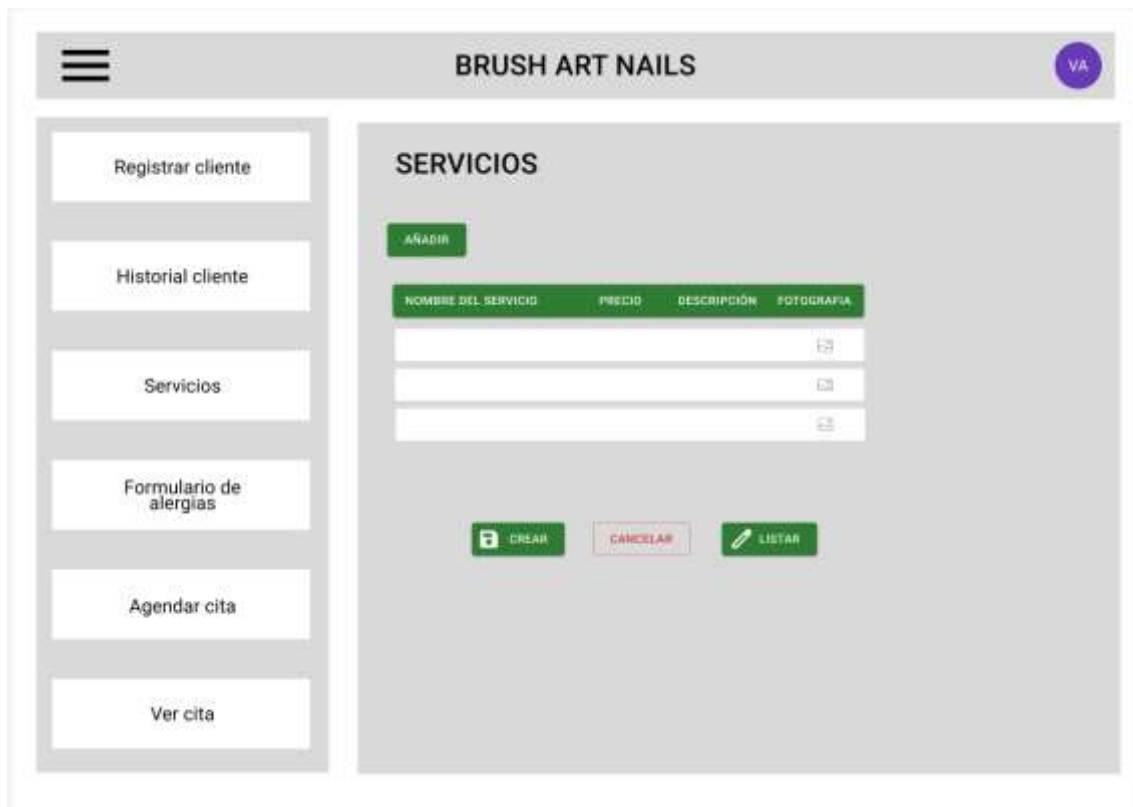 BRUSH ART NAILS
VA
Registrar cliente
Historial cliente
Servicios
Formulario de
alergias
Agendar cita
Ver cita
SERVICIOS
AÑADIR
NOMBRE DEL SERVICIO PRECIO DESCRIPCIÓN FOTOGRAFIA
CREAR CANCELAR LISTAR